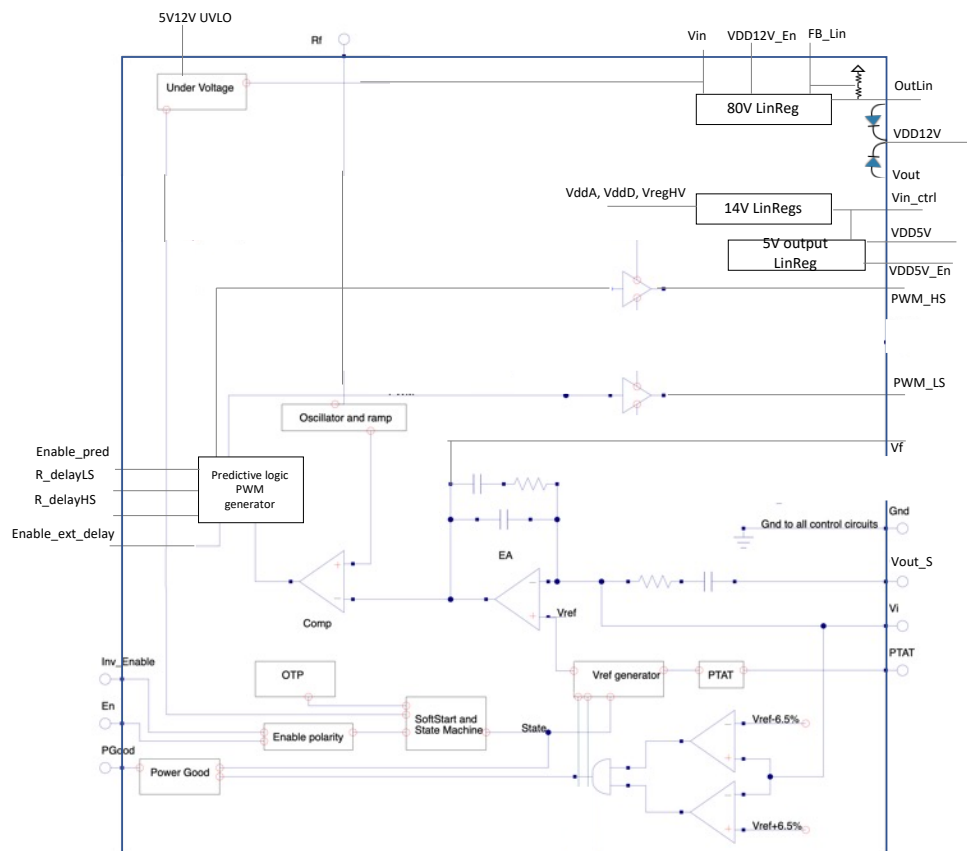 5V12V UVLO
Rf
Vin
VDD12V_En
FB_Lin
Under Voltage
80V LinReg
OutLin
VDD12V
Vout
VddA, VddD, VregHV
14V LinRegs
Vin_ctrl
VDD5V
5V output
LinReg
VDD5V_En
PWM_HS
PWM_LS
Oscillator and ramp
Vf
Enable_pred
R_delayLS
R_delayHS
Enable_ext_delay
Predictive logic
PWM
generator
Gnd
Gnd to all control circuits
EA
Vout_S
Vref
Vi
Comp
PTAT
Inv_Enable
OTP
Vref generator
PTAT
En
SoftStart and
State Machine
State
Enable polarity
Vref-6.5%
PGood
Power Good
Vref+6.5%